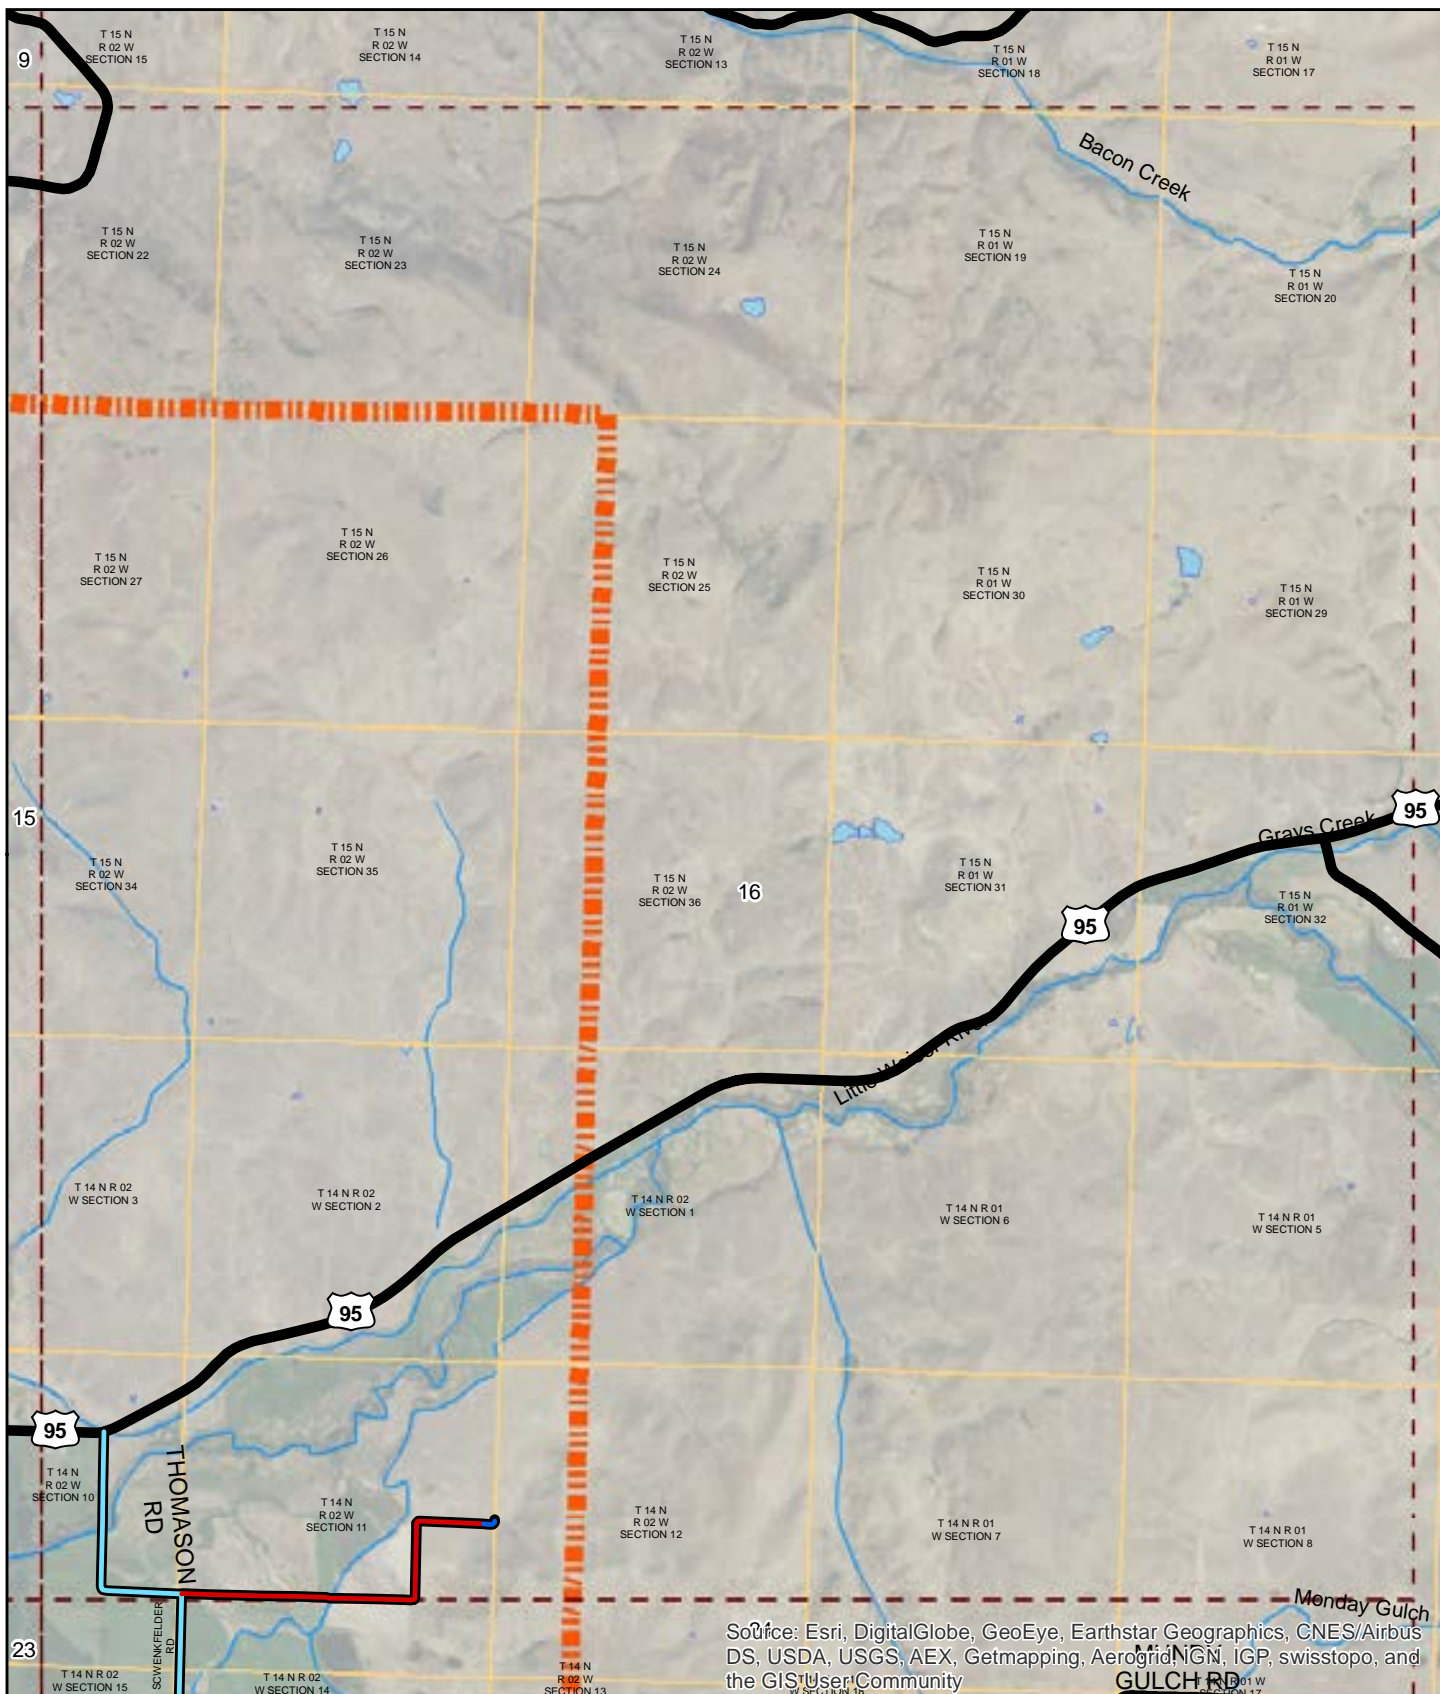 T 15 N
R 02 W
SECTION 15
T 15 N
R 02 W
SECTION 14
T 15 N
R 02 W
SECTION 13
T 15 N
R 01 W
SECTION 18
T 15 N
R 01 W
SECTION 17
9
Bacon Creek
T 15 N
R 02 W
SECTION 22
T 15 N
R 02 W
SECTION 23
T 15 N
R 02 W
SECTION 24
T 15 N
R 01 W
SECTION 19
T 15 N
R 01 W
SECTION 20
T 15 N
R 02 W
SECTION 27
T 15 N
R 02 W
SECTION 26
T 15 N
R 02 W
SECTION 25
T 15 N
R 01 W
SECTION 30
T 15 N
R 01 W
SECTION 29
15
95
Grays Creek
T 15 N
R 02 W
SECTION 34
T 15 N
R 02 W
SECTION 35
T 15 N
R 02 W
SECTION 36
16
T 15 N
R 01 W
SECTION 31
95
T 15 N
R 01 W
SECTION 32
Little Weiser River
T 14 N R 02
W SECTION 3
T 14 N R 02
W SECTION 2
T 14 N R 02
W SECTION 1
T 14 N R 01
W SECTION 6
T 14 N R 01
W SECTION 5
95
95
T 14 N
R 02 W
SECTION 10
THOMASON
RD
T 14 N
R 02 W
SECTION 11
T 14 N
R 02 W
SECTION 12
T 14 N R 01
W SECTION 7
T 14 N R 01
W SECTION 8
Monday Gulch
SCWENKFELDER
RD
23
24
T 14 N R 02
W SECTION 15
T 14 N R 02
W SECTION 14
T 14 N
R 02 W
SECTION 13
MUNDY
GULCH RD
Source: Esri, DigitalGlobe, GeoEye, Earthstar Geographics, CNES/Airbus
DS, USDA, USGS, AEX, Getmapping, Aerogrid, IGN, IGP, swisstopo, and
the GIS User Community